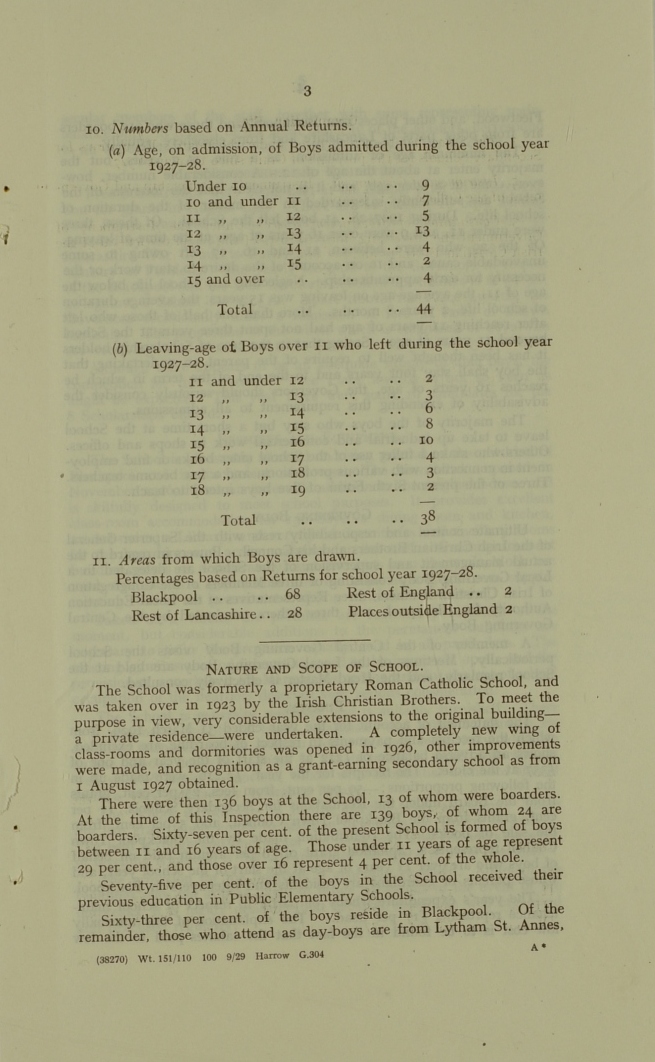 3
10. Numbers based on Annual Returns.
(a) Age, on admission, of Boys admitted during the school year
1927–28.
Under 10 .. .. .. 9
10 and under 11 .. .. 7
11 ,, ,, 12 .. .. 5
12 ,, ,, 13 .. .. 13
13 ,, ,, 14 .. .. 4
14 ,, ,, 15 .. .. 2
15 and over .. .. .. 4
Total .. .. .. 44
(b) Leaving-age of Boys over 11 who left during the school year
1927–28.
11 and under 12 .. .. 2
12 ,, ,, 13 .. .. 3
13 ,, ,, 14 .. .. 6
14 ,, ,, 15 .. .. 8
15 ,, ,, 16 .. .. 10
16 ,, ,, 17 .. .. 4
17 ,, ,, 18 .. .. 3
18 ,, ,, 19 .. .. 2
Total .. .. .. 38
11. Areas from which Boys are drawn.
Percentages based on Returns for school year 1927–28.
Blackpool .. .. 68 Rest of England .. 2
Rest of Lancashire .. 28 Places outside England 2
NATURE AND SCOPE OF SCHOOL.
The School was formerly a proprietary Roman Catholic School, and
was taken over in 1923 by the Irish Christian Brothers. To meet the
purpose in view, very considerable extensions to the original building—
a private residence—were undertaken. A completely new wing of
class-rooms and dormitories was opened in 1926, other improvements
were made, and recognition as a grant-earning secondary school as from
1 August 1927 obtained.
There were then 136 boys at the School, 13 of whom were boarders.
At the time of this Inspection there are 139 boys, of whom 24 are
boarders. Sixty-seven per cent. of the present School is formed of boys
between 11 and 16 years of age. Those under 11 years of age represent
29 per cent., and those over 16 represent 4 per cent. of the whole.
Seventy-five per cent. of the boys in the School received their
previous education in Public Elementary Schools.
Sixty-three per cent. of the boys reside in Blackpool. Of the
remainder, those who attend as day-boys are from Lytham St. Annes,
(38270) Wt. 151/110 100 9/29 Harrow G.304 A*